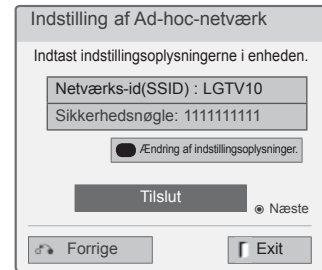 Indstilling af Ad-hoc-netværk
Indtast indstillingsoplysningerne i enheden.
Netværks-id(SSID) : LGTV10
Sikkerhedsnøgle: 1111111111
Ændring af indstillingsoplysninger.
Tilslut
Næste
Forrige
Exit